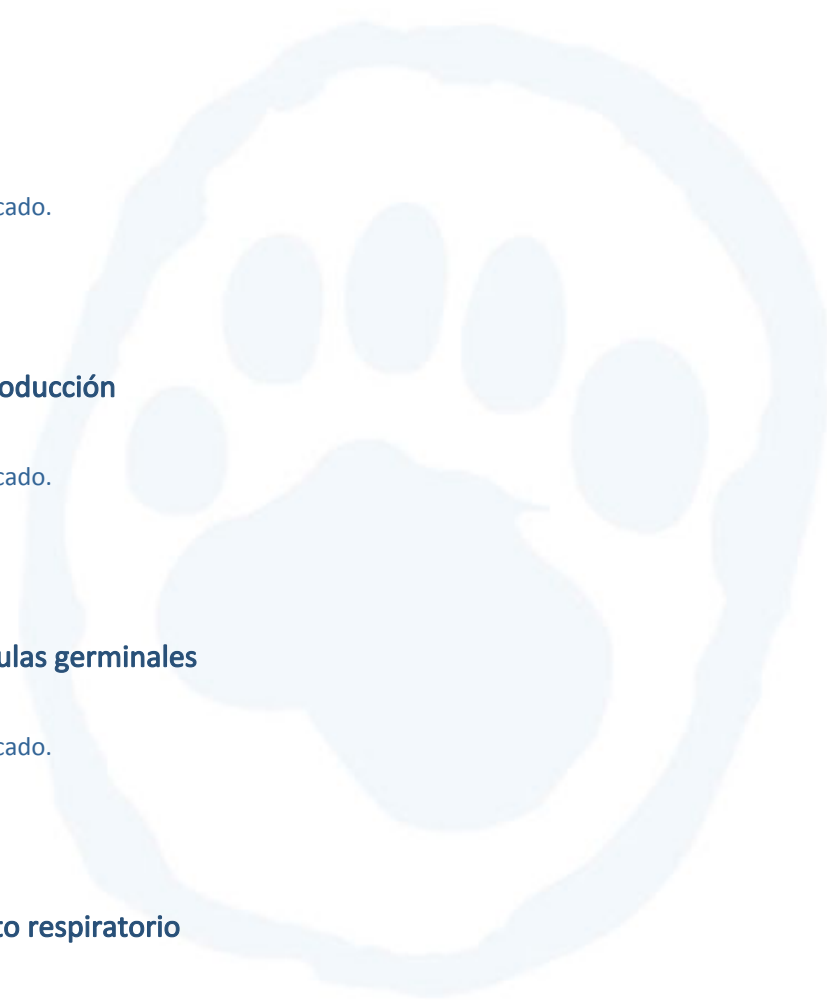 cado.
oducción
cado.
ulas germinales
cado.
to respiratorio